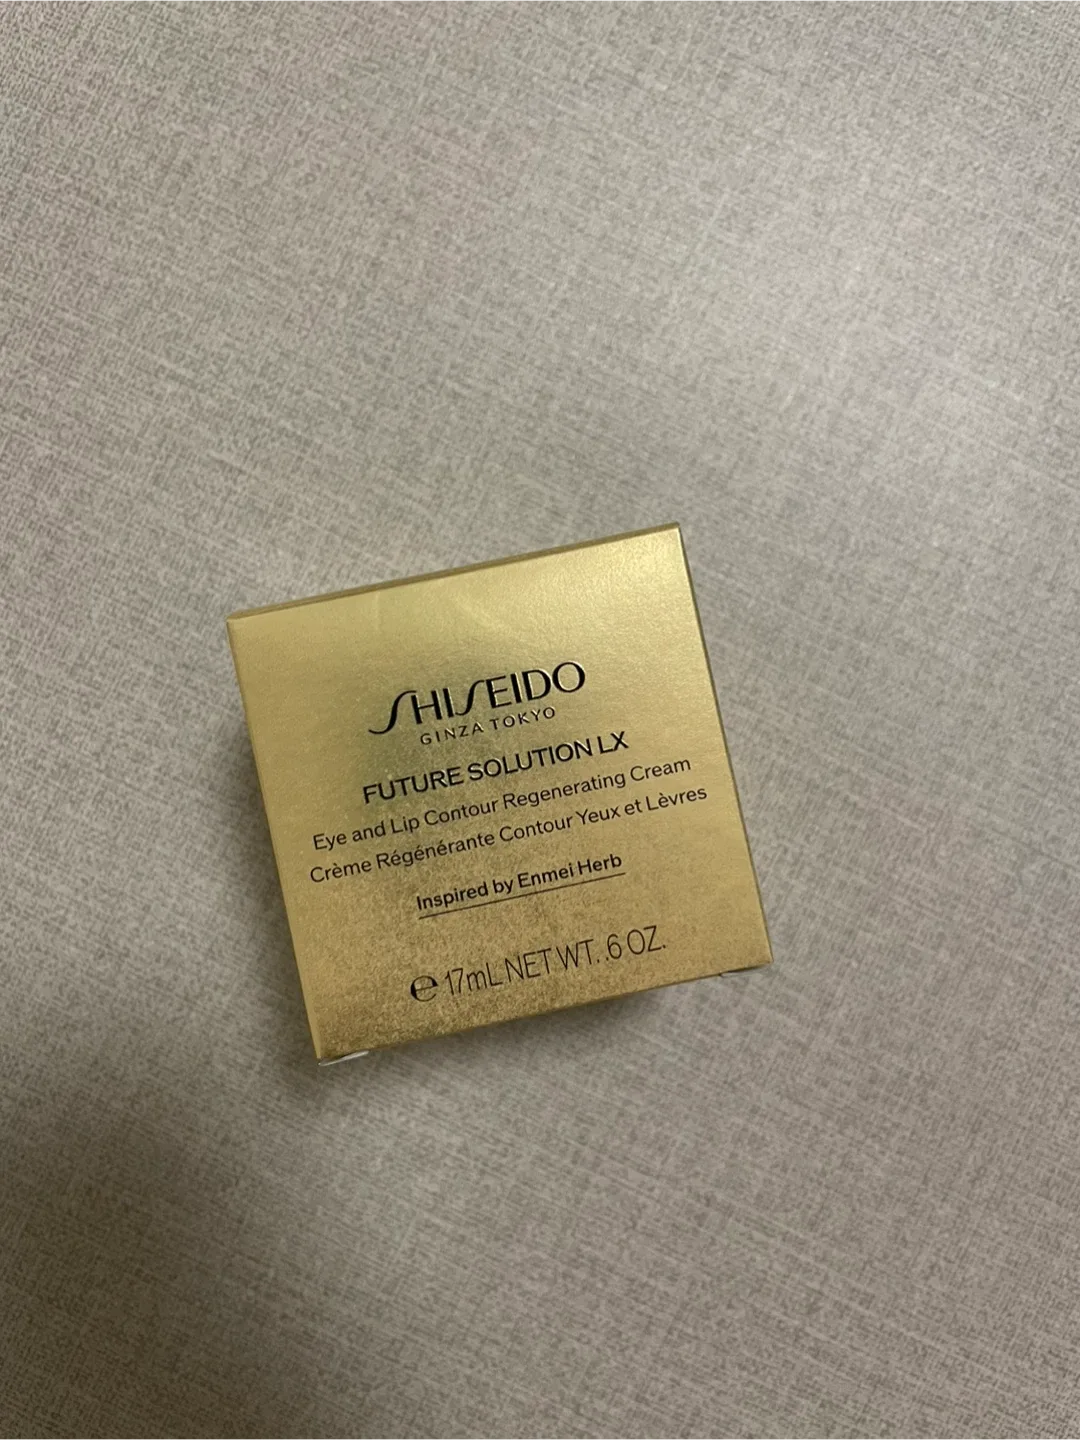 SHISEIDO
GINZA TOKYO
FUTURE SOLUTION LX
Eye and Lip Contour Regenerating Cream
Crème Régénérante Contour Yeux et Lèvres
Inspired by Enmei Herb
℮ 17mL NET WT. .6 OZ.